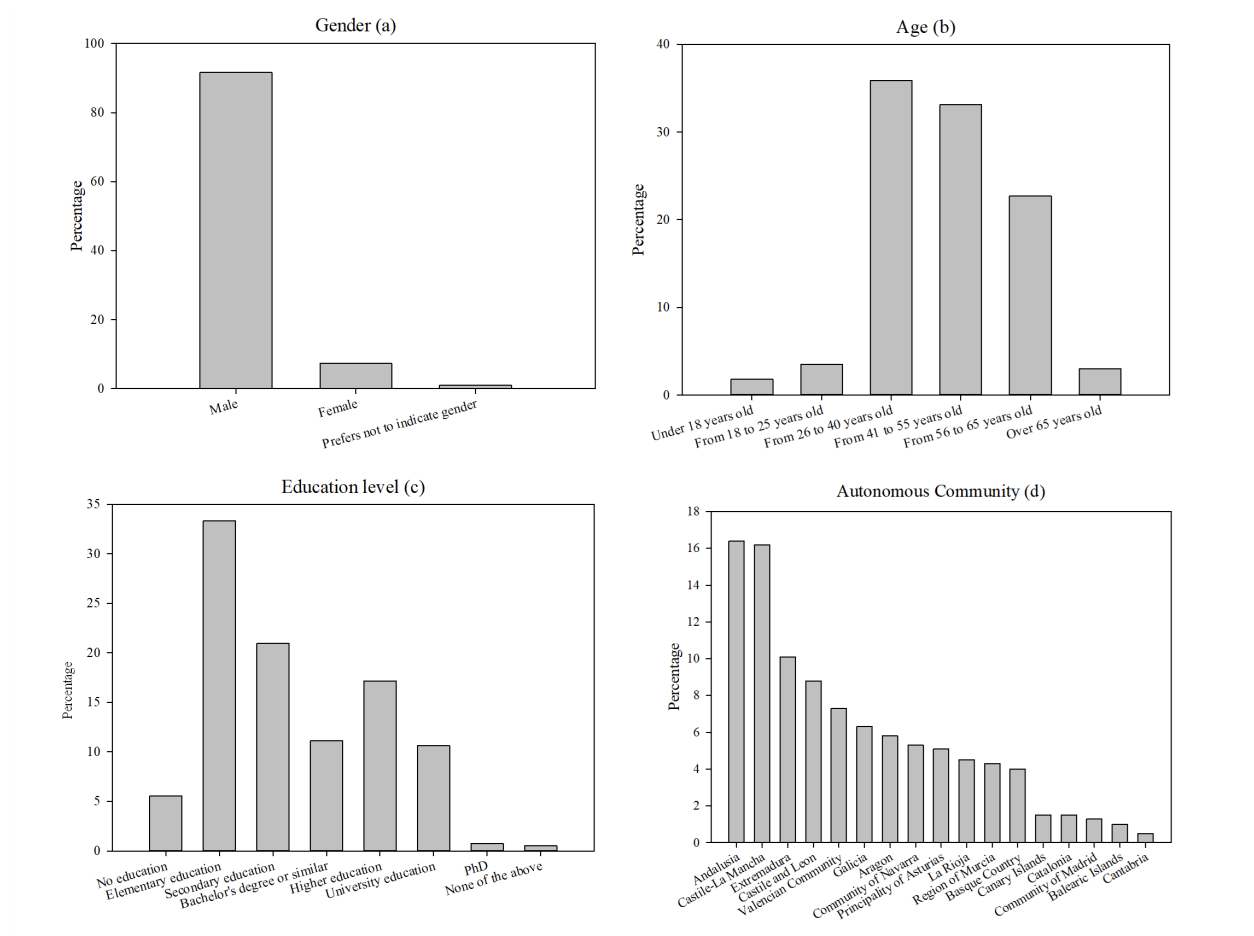 Gender (a)
100
80
60
40
20
0
Percentage
Male
Female
Prefers not to indicate gender
Age (b)
40
30
20
10
0
Percentage
Under 18 years old
From 18 to 25 years old
From 26 to 40 years old
From 41 to 55 years old
From 56 to 65 years old
Over 65 years old
Education level (c)
35
30
25
20
15
10
5
0
Percentage
No education
Elementary education
Secondary education
Bachelor's degree or similar
Higher education
University education
PhD
None of the above
Autonomous Community (d)
18
16
14
12
10
8
6
4
2
0
Percentage
Andalusia
Castile-La Mancha
Extremadura
Castile and Leon
Valencian Community
Galicia
Aragon
Community of Navarra
Principality of Asturias
La Rioja
Region of Murcia
Basque Country
Canary Islands
Catalonia
Community of Madrid
Balearic Islands
Cantabria